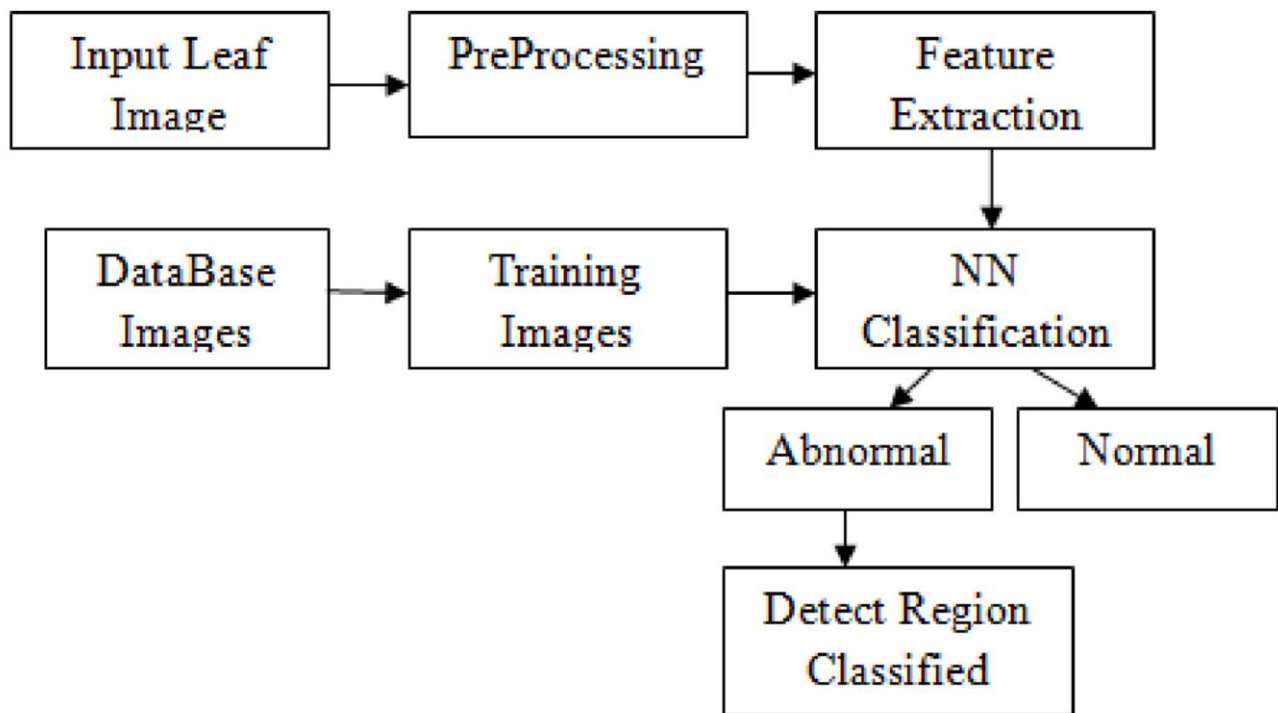 Input Leaf
Image
PreProcessing
Feature
Extraction
DataBase
Images
Training
Images
NN
Classification
Abnormal
Normal
Detect Region
Classified